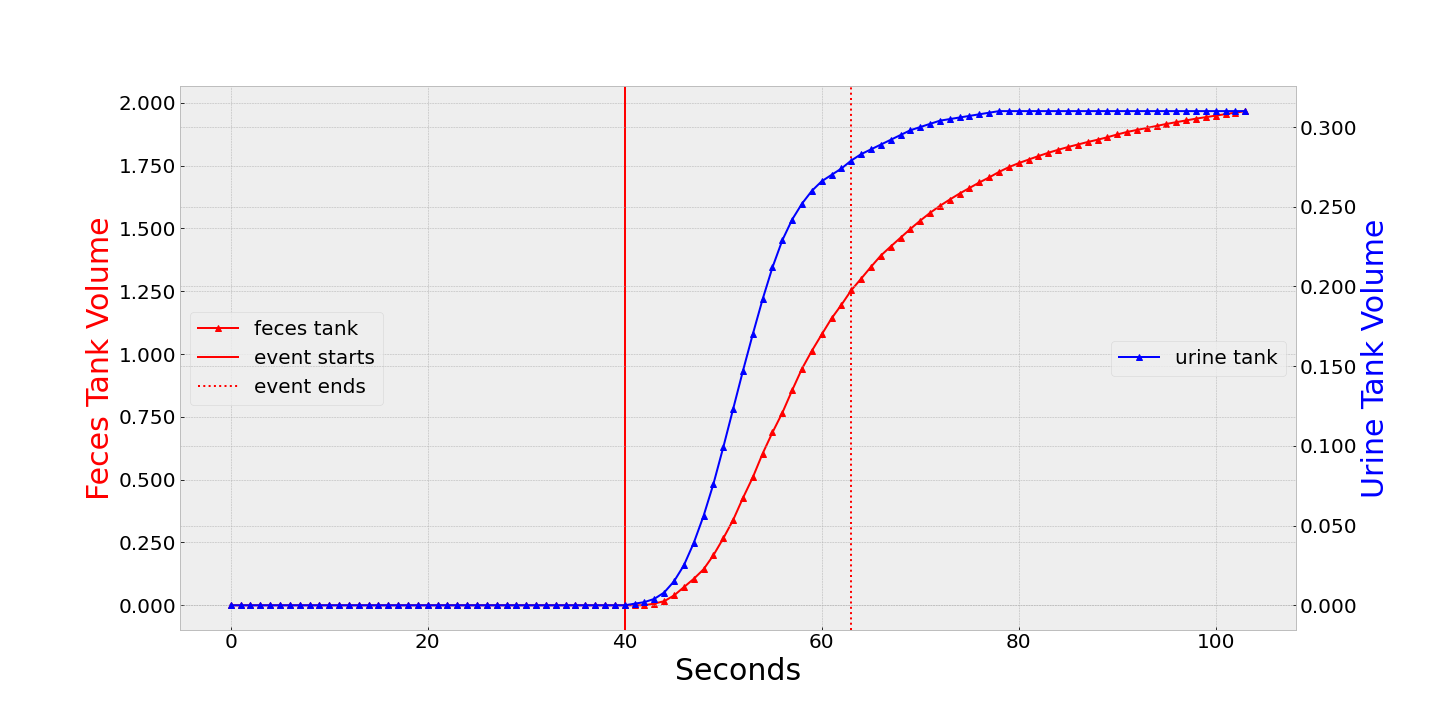 2.000
1.750
1.500
1.250
1.000
0.750
0.500
0.250
0.000
Feces Tank Volume
feces tank
event starts
event ends
urine tank
0.300
0.250
0.200
0.150
0.100
0.050
0.000
Urine Tank Volume
0 20 40 60 80 100
Seconds